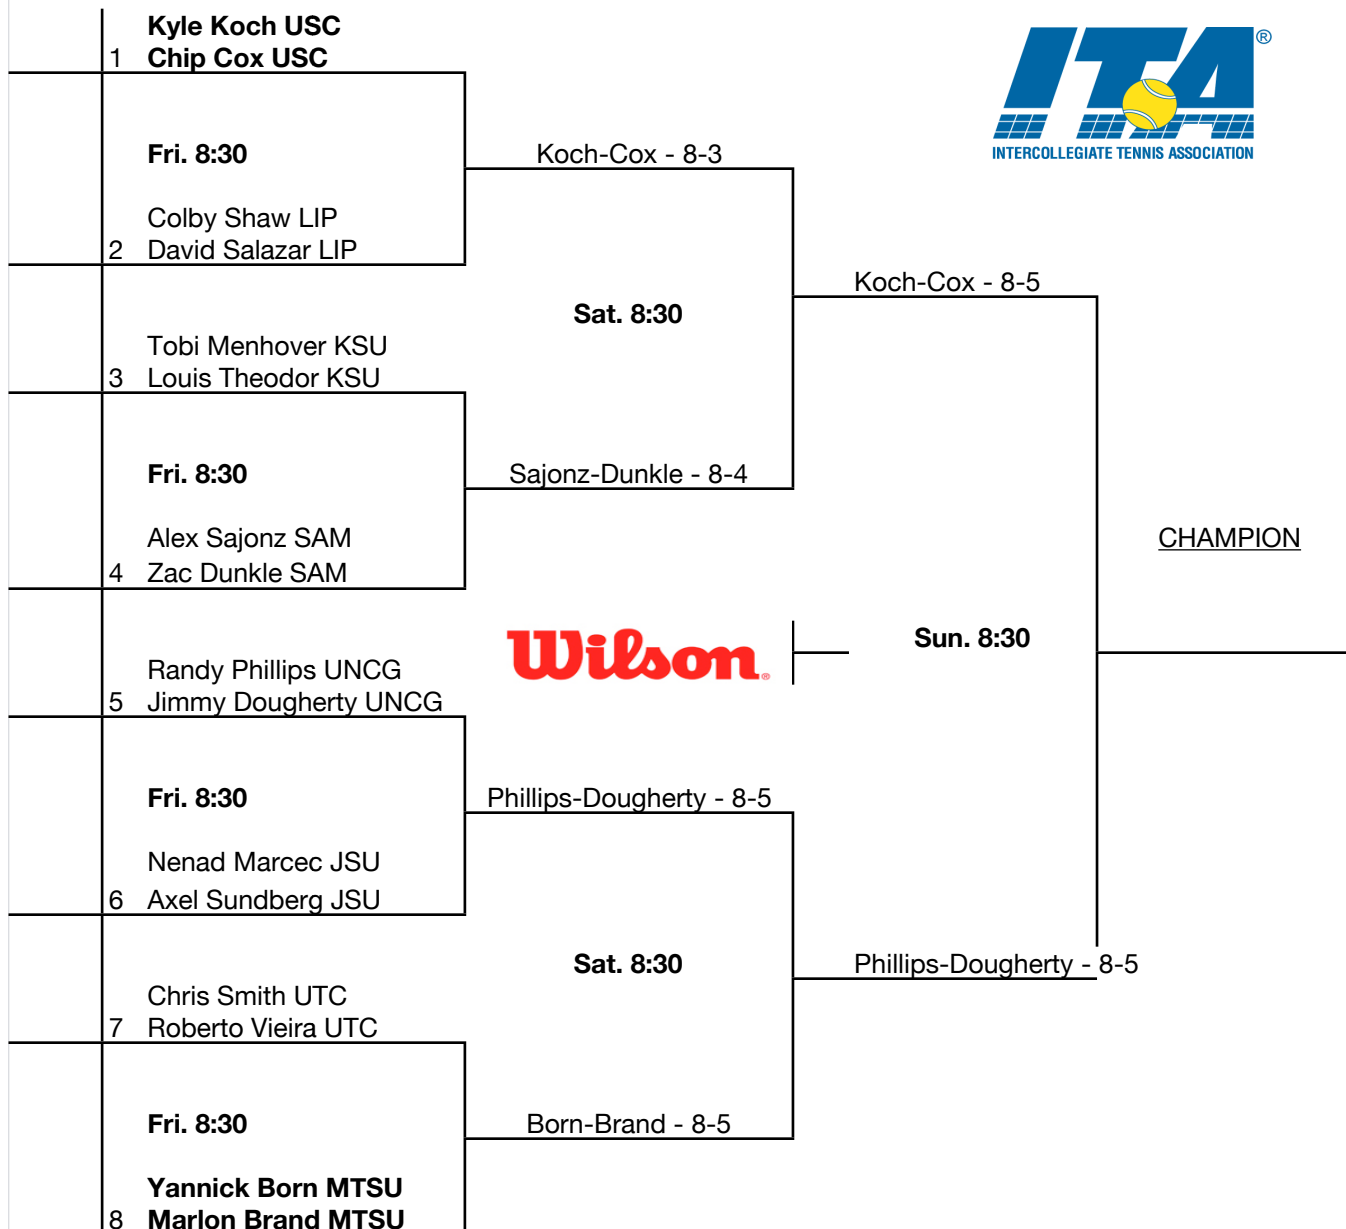 Kyle Koch USC
1 Chip Cox USC
ITA®
INTERCOLLEGIATE TENNIS ASSOCIATION
Fri. 8:30
Koch-Cox - 8-3
Colby Shaw LIP
2 David Salazar LIP
Koch-Cox - 8-5
Sat. 8:30
Tobi Menhover KSU
3 Louis Theodor KSU
Fri. 8:30
Sajonz-Dunkle - 8-4
Alex Sajonz SAM
CHAMPION
4 Zac Dunkle SAM
Wilson®
Sun. 8:30
Randy Phillips UNCG
5 Jimmy Dougherty UNCG
Fri. 8:30
Phillips-Dougherty - 8-5
Nenad Marcec JSU
6 Axel Sundberg JSU
Sat. 8:30
Phillips-Dougherty - 8-5
Chris Smith UTC
7 Roberto Vieira UTC
Fri. 8:30
Born-Brand - 8-5
Yannick Born MTSU
8 Marlon Brand MTSU